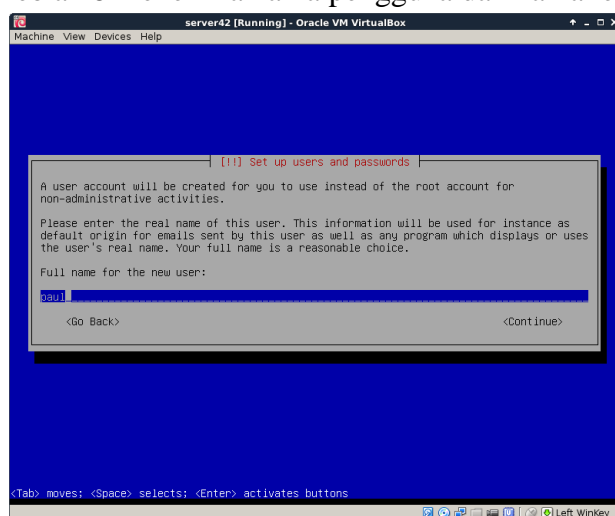 server42 [Running] - Oracle VM VirtualBox
Machine View Devices Help
[!!] Set up users and passwords
A user account will be created for you to use instead of the root account for
non-administrative activities.
Please enter the real name of this user. This information will be used for instance as
default origin for emails sent by this user as well as any program which displays or uses
the user's real name. Your full name is a reasonable choice.
Full name for the new user:
paul
<Go Back> <Continue>
<Tab> moves; <Space> selects; <Enter> activates buttons
Left WinKey